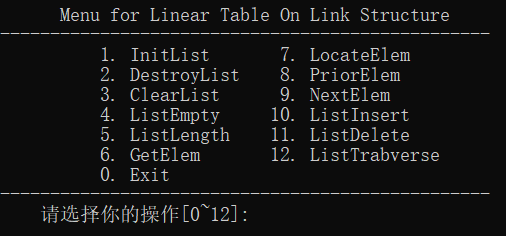 Menu for Linear Table On Link Structure
-------------------------------------------------
1. InitList 7. LocateElem
2. DestroyList 8. PriorElem
3. ClearList 9. NextElem
4. ListEmpty 10. ListInsert
5. ListLength 11. ListDelete
6. GetElem 12. ListTrabverse
0. Exit
-------------------------------------------------
请选择你的操作[0~12]: